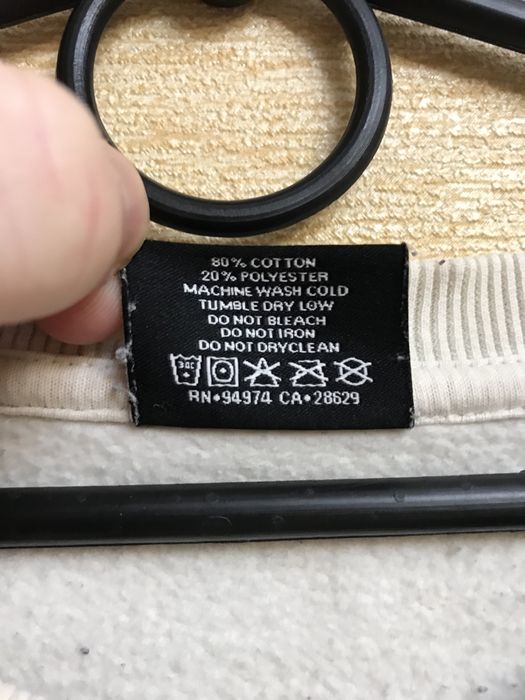 80% COTTON
20% POLYESTER
MACHINE WASH COLD
TUMBLE DRY LOW
DO NOT BLEACH
DO NOT IRON
DO NOT DRYCLEAN
30C
RN•94974 CA•28629